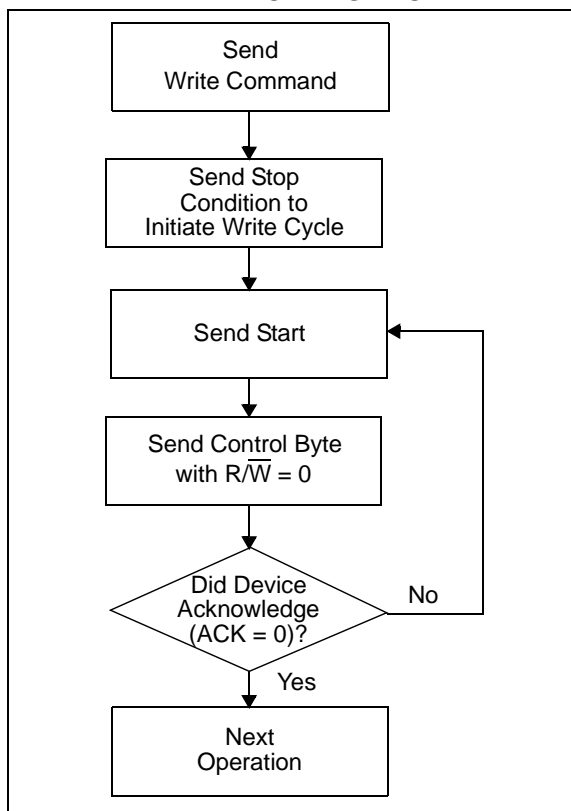 Send
Write Command
Send Stop
Condition to
Initiate Write Cycle
Send Start
Send Control Byte
with R/W̅ = 0
Did Device
Acknowledge
(ACK = 0)?
No
Yes
Next
Operation